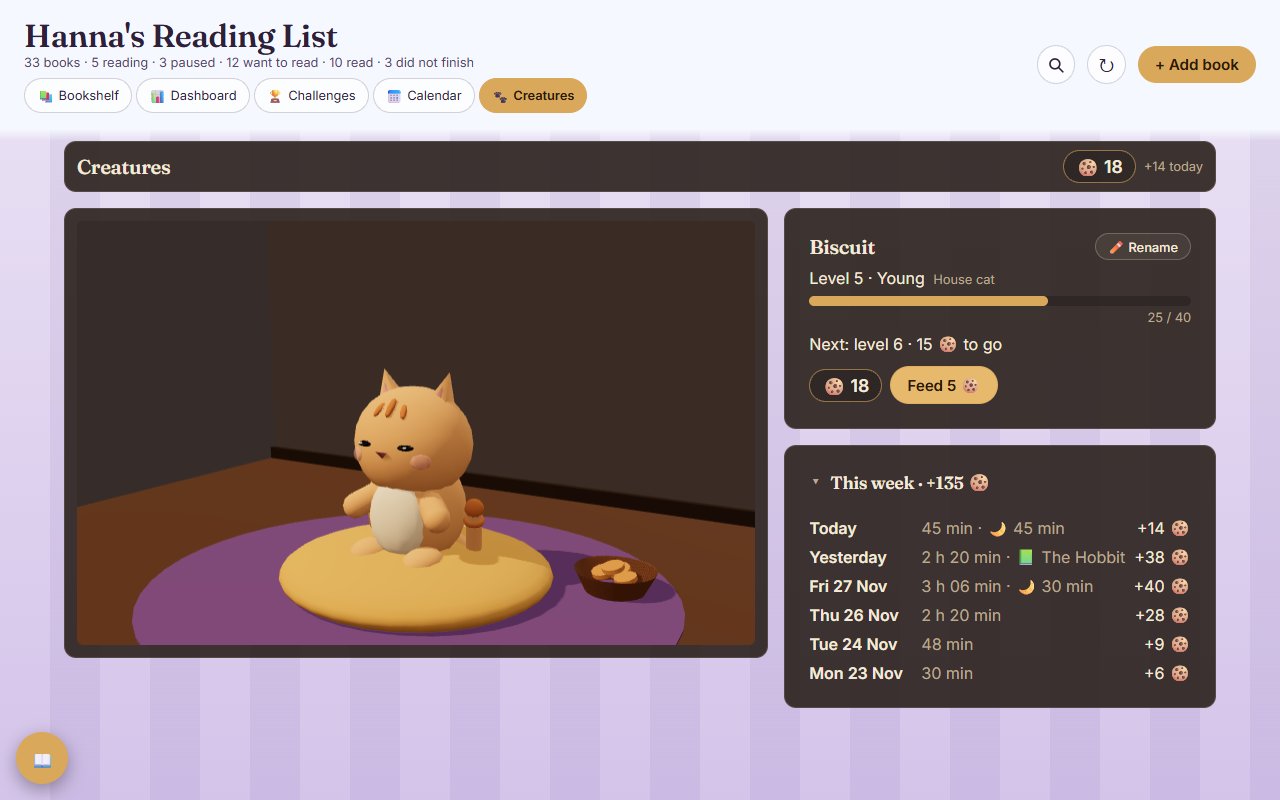 Hanna's Reading List
33 books · 5 reading · 3 paused · 12 want to read · 10 read · 3 did not finish
Bookshelf
Dashboard
Challenges
Calendar
Creatures
+ Add book
Creatures
18
+14 today
Biscuit
Rename
Level 5 · Young House cat
25 / 40
Next: level 6 · 15 🍪 to go
18
Feed 5 🍪
This week · +135 🍪
Today 45 min · 🌙 45 min +14 🍪
Yesterday 2 h 20 min · 📗 The Hobbit +38 🍪
Fri 27 Nov 3 h 06 min · 🌙 30 min +40 🍪
Thu 26 Nov 2 h 20 min +28 🍪
Tue 24 Nov 48 min +9 🍪
Mon 23 Nov 30 min +6 🍪